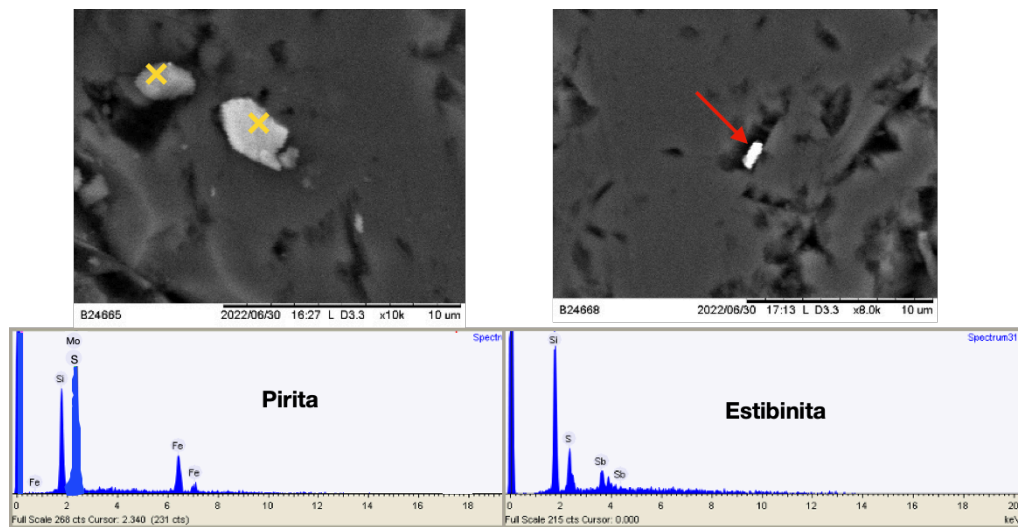 B24665 2022/06/30 16:27 L D3.3 x10k 10 um
B24668 2022/06/30 17:13 L D3.3 x8.0k 10 um
Spectr
Mo
S
Si
Pirita
Fe
Fe
Fe
0 2 4 6 8 10 12 14 16 18
Full Scale 268 cts Cursor: 2.340 (231 cts)
Spectrum31
Si
Estibinita
S
Sb
Sb
0 2 4 6 8 10 12 14 16 18 20
Full Scale 215 cts Cursor: 0.000 keV